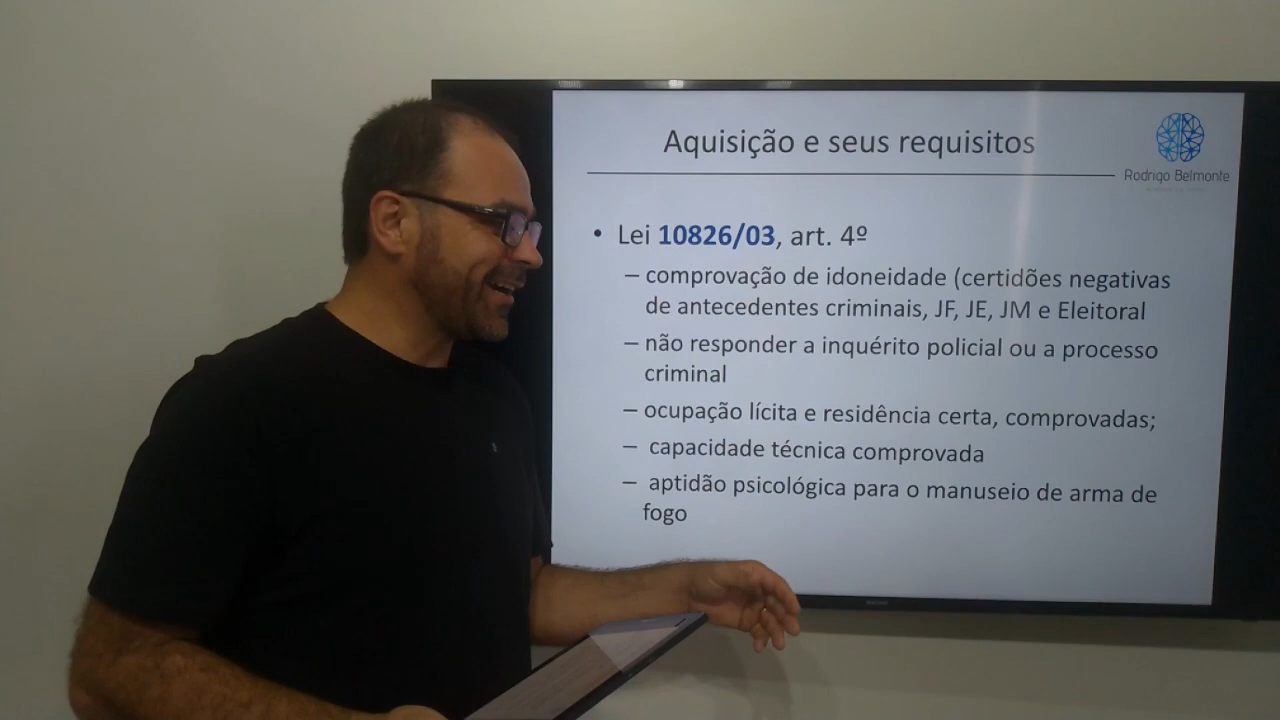 Aquisição e seus requisitos
Rodrigo Belmonte
• Lei 10826/03, art. 4º
– comprovação de idoneidade (certidões negativas
de antecedentes criminais, JF, JE, JM e Eleitoral
– não responder a inquérito policial ou a processo
criminal
– ocupação lícita e residência certa, comprovadas;
– capacidade técnica comprovada
– aptidão psicológica para o manuseio de arma de
fogo